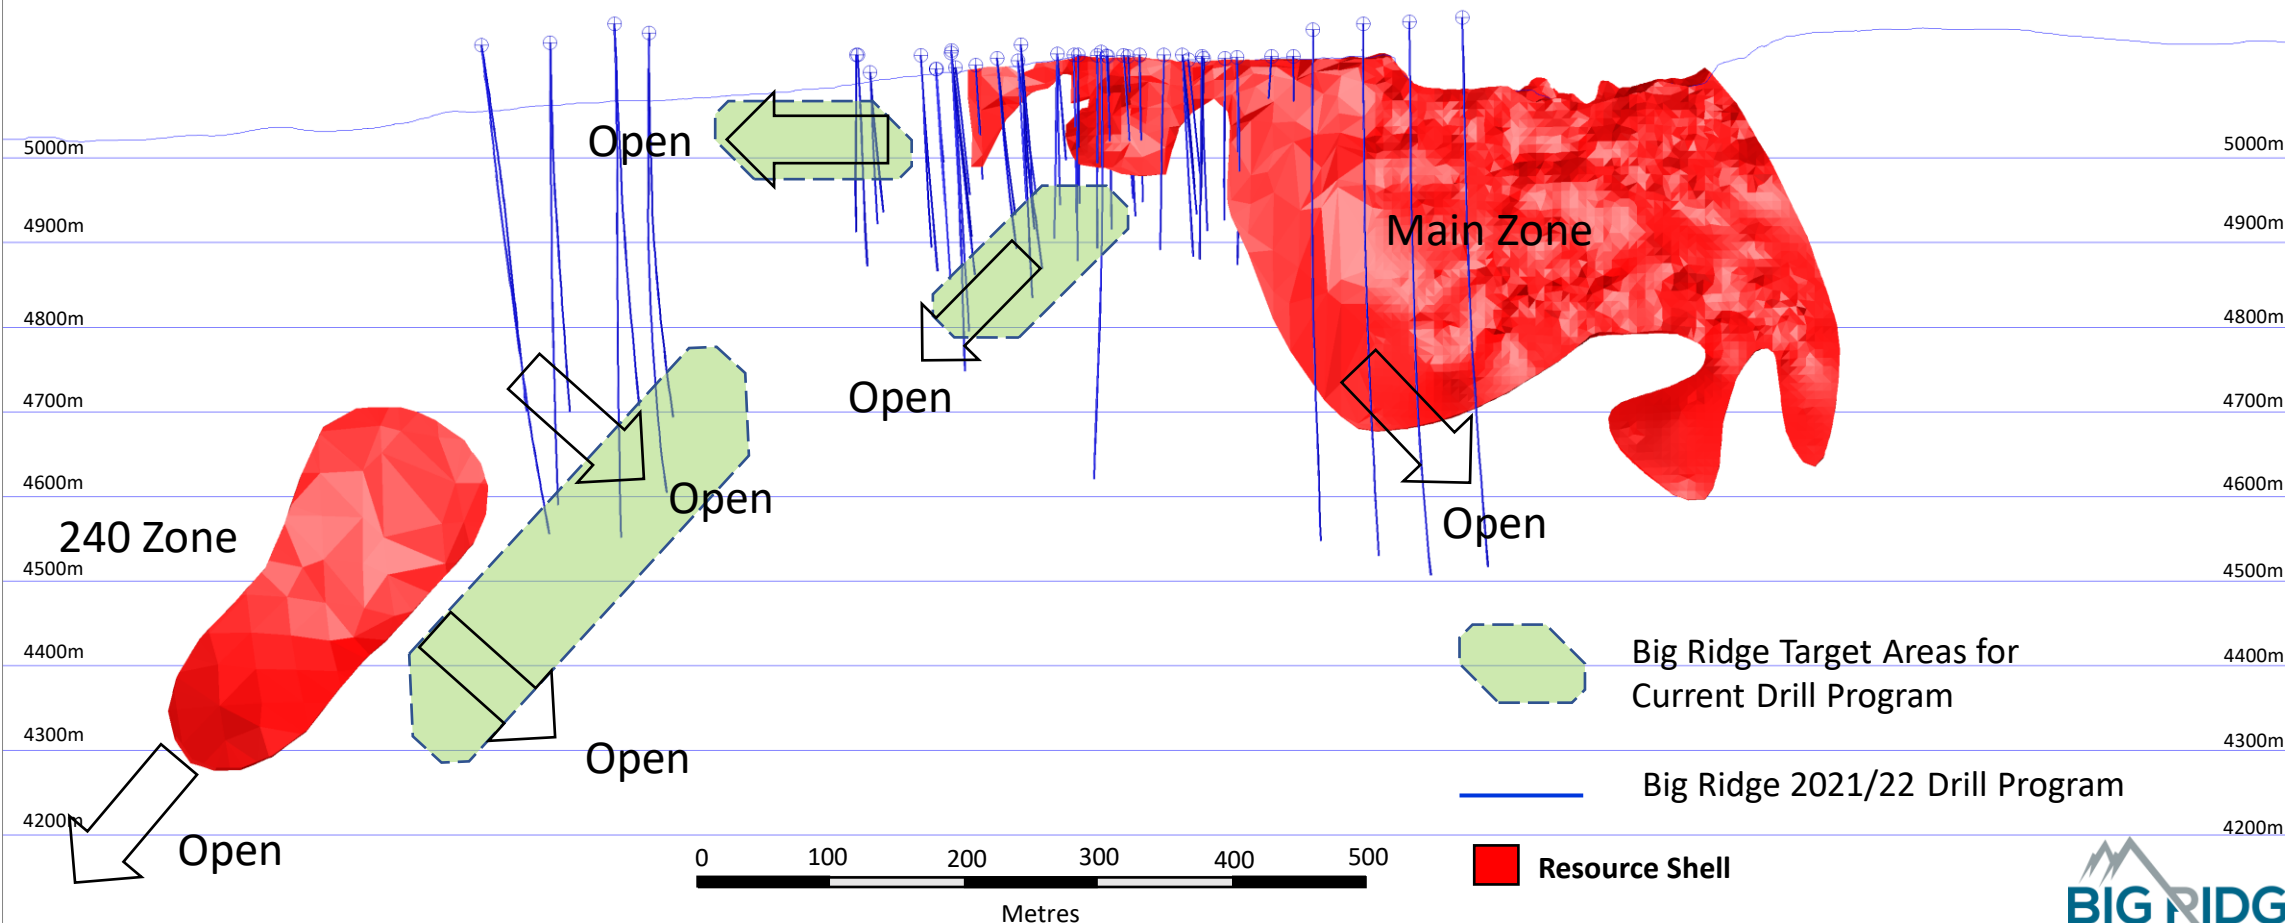 Open
5000m
5000m
4900m
Main Zone
4900m
4800m
4800m
Open
4700m
4700m
4600m
Open
4600m
240 Zone
Open
4500m
4500m
Big Ridge Target Areas for
Current Drill Program
4400m
4400m
4300m
Open
4300m
Big Ridge 2021/22 Drill Program
4200m
4200m
Open
0 100 200 300 400 500
Metres
Resource Shell
BIG RIDG